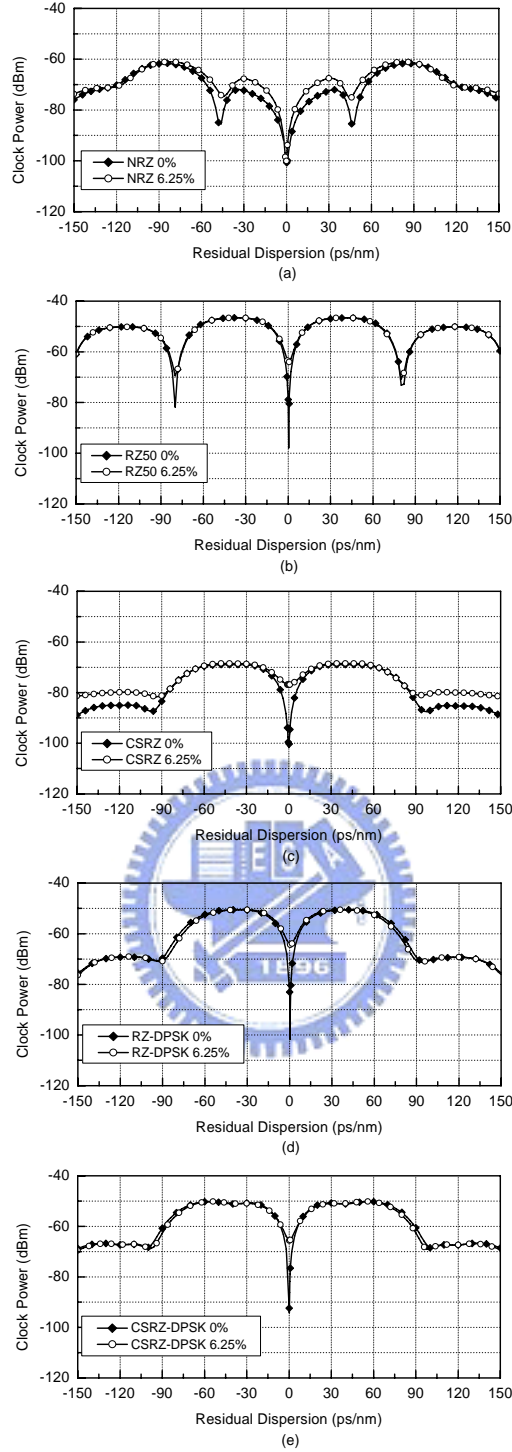 -40
-60
-80
-100
-120
Clock Power (dBm)
NRZ 0%
NRZ 6.25%
-150 -120 -90 -60 -30 0 30 60 90 120 150
Residual Dispersion (ps/nm)
(a)
-40
-60
-80
-100
-120
Clock Power (dBm)
RZ50 0%
RZ50 6.25%
-150 -120 -90 -60 -30 0 30 60 90 120 150
Residual Dispersion (ps/nm)
(b)
-40
-60
-80
-100
-120
Clock Power (dBm)
CSRZ 0%
CSRZ 6.25%
-150 -120 -90 -60 -30 0 30 60 90 120 150
Residual Dispersion (ps/nm)
(c)
-40
-60
-80
-100
-120
Clock Power (dBm)
1896
RZ-DPSK 0%
RZ-DPSK 6.25%
-150 -120 -90 -60 -30 0 30 60 90 120 150
Residual Dispersion (ps/nm)
(d)
-40
-60
-80
-100
-120
Clock Power (dBm)
CSRZ-DPSK 0%
CSRZ-DPSK 6.25%
-150 -120 -90 -60 -30 0 30 60 90 120 150
Residual Dispersion (ps/nm)
(e)